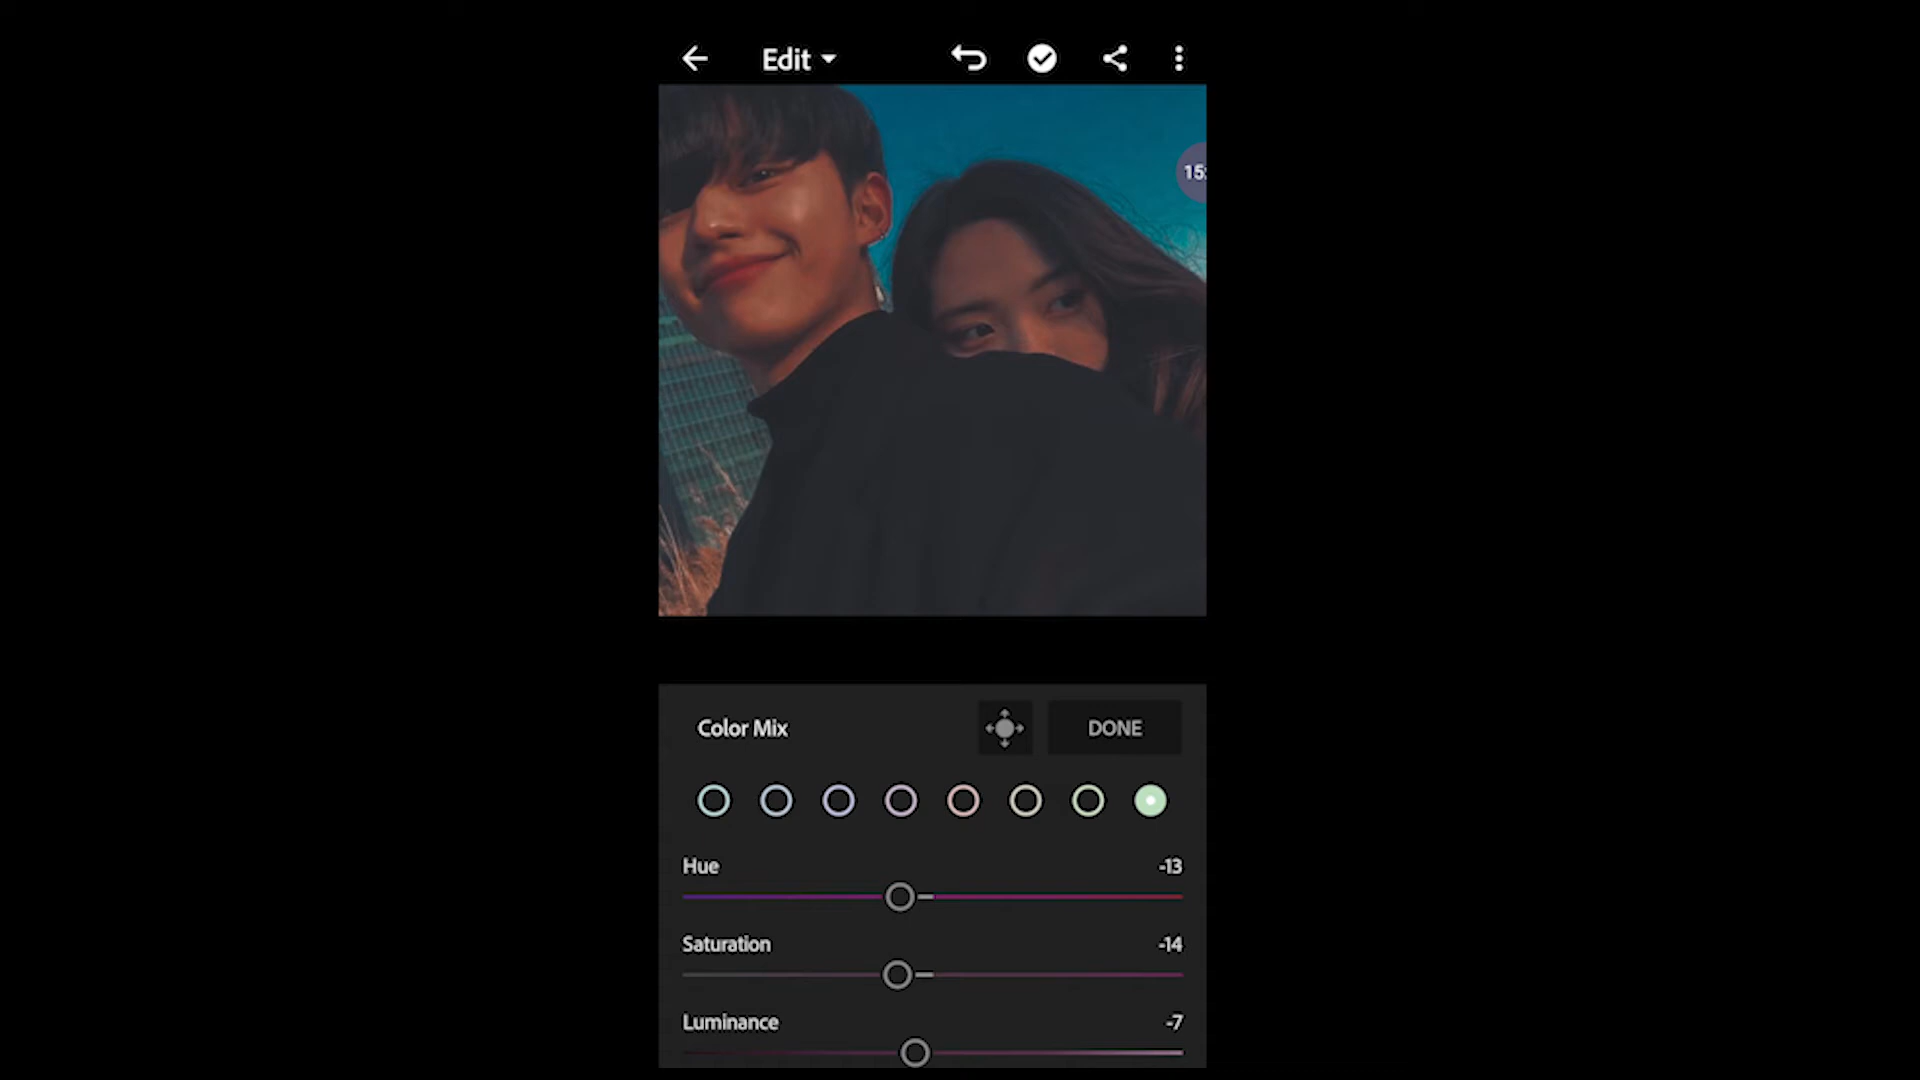 Edit
15:
Color Mix
DONE
Hue -13
Saturation -14
Luminance -7